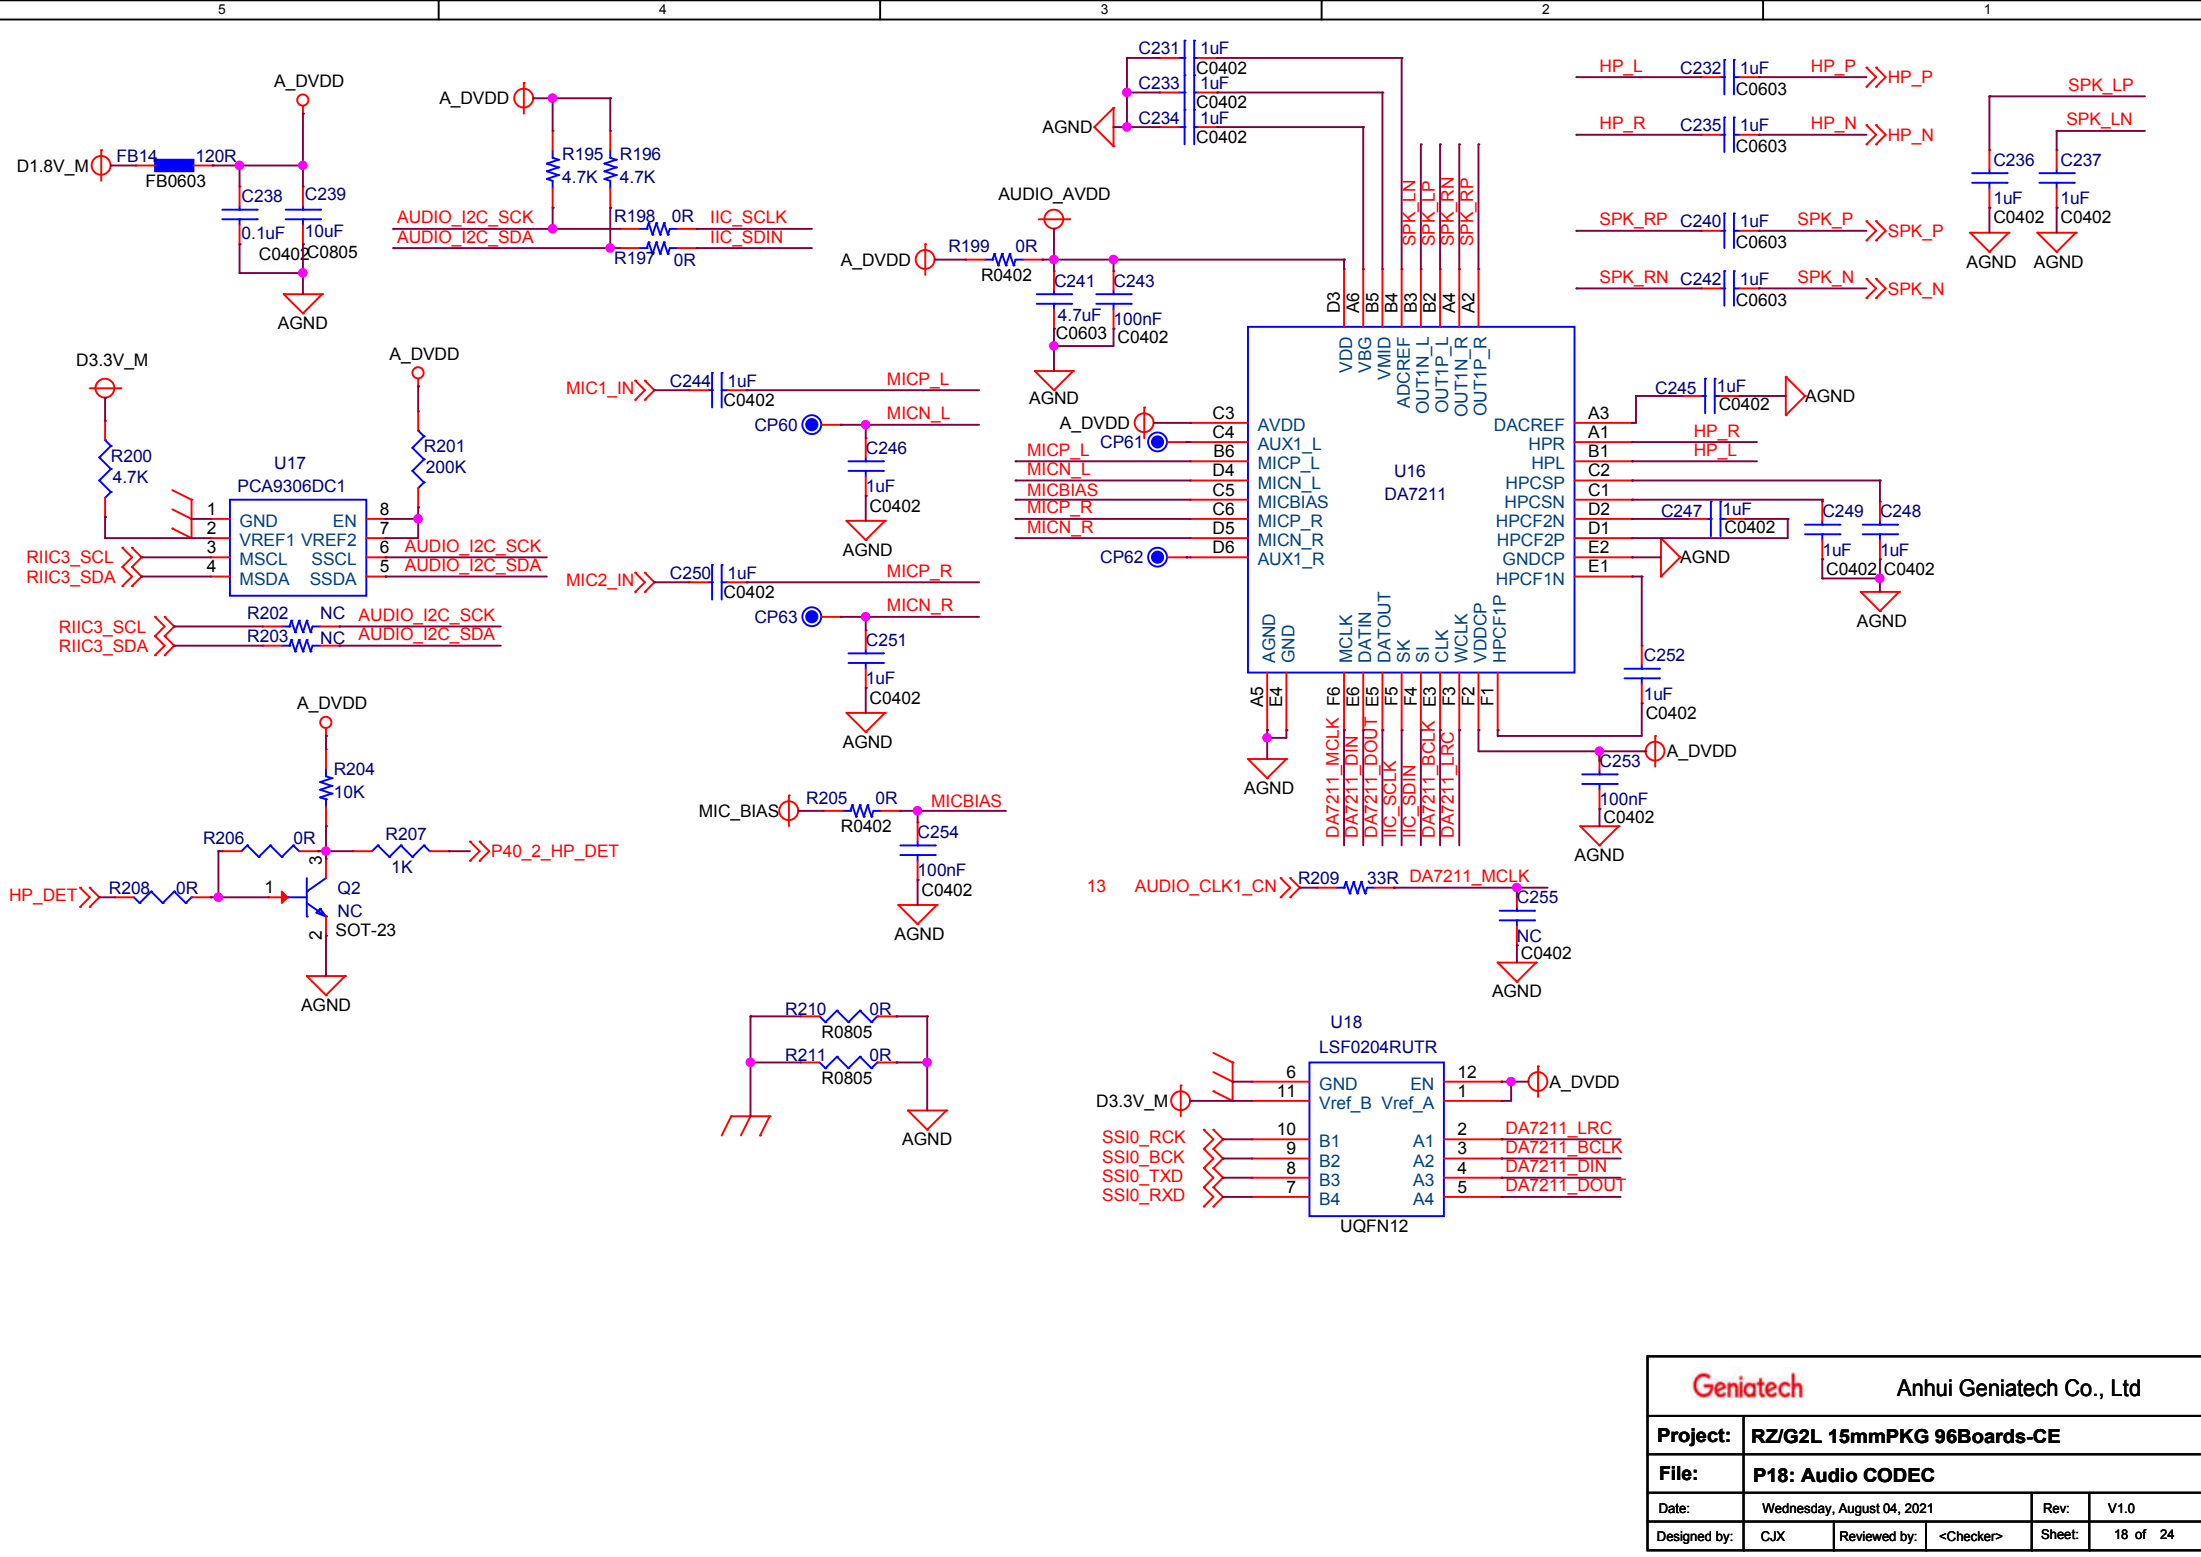 5 4 3 2 1
A_DVDD
D1.8V_M
FB14 120R
FB0603
C238
0.1uF
C0402
C239
10uF
C0805
AGND
A_DVDD
R195
4.7K
R196
4.7K
AUDIO_I2C_SCK R198 0R IIC_SCLK
AUDIO_I2C_SDA R197 0R IIC_SDIN
C231 1uF
C0402
C233 1uF
C0402
C234 1uF
C0402
AGND
HP_L C232 1uF HP_P HP_P
C0603
HP_R C235 1uF HP_N HP_N
C0603
SPK_RP C240 1uF SPK_P SPK_P
C0603
SPK_RN C242 1uF SPK_N SPK_N
C0603
SPK_LP
SPK_LN
C236
1uF
C0402
C237
1uF
C0402
AGND AGND
AUDIO_AVDD
A_DVDD R199 0R
R0402
C241
4.7uF
C0603
C243
100nF
C0402
AGND
SPK_LN
SPK_LP
SPK_RN
SPK_RP
D3 A6 B5 B4 B3 B2 A4 A2
VDD
VBG
VMID
ADCREF
OUT1N_L
OUT1P_L
OUT1N_R
OUT1P_R
U16
DA7211
A_DVDD C3 AVDD
CP61 C4 AUX1_L
MICP_L B6 MICP_L
MICN_L D4 MICN_L
MICBIAS C5 MICBIAS
MICP_R C6 MICP_R
MICN_R D5 MICN_R
CP62 D6 AUX1_R
DACREF A3 C245 1uF
C0402 AGND
HPR A1 HP_R
HPL B1 HP_L
HPCSP C2
HPCSN C1
HPCF2N D2 C247 1uF
C0402
HPCF2P D1
GNDCP E2 AGND
HPCF1N E1
C249
1uF
C0402
C248
1uF
C0402
AGND
C252
1uF
C0402
AGND
GND
MCLK
DATIN
DATOUT
SK
SI
CLK
WCLK
VDDCP
HPCF1P
A5 E4 F6 E6 E5 F5 F4 E3 F3 F2 F1
AGND
DA7211_MCLK
DA7211_DIN
DA7211_DOUT
IIC_SCLK
IIC_SDIN
DA7211_BCLK
DA7211_LRC
A_DVDD
C253
100nF
C0402
AGND
D3.3V_M
R200
4.7K
A_DVDD
R201
200K
U17
PCA9306DC1
1 GND EN 8
2 VREF1 VREF2 7
RIIC3_SCL 3 MSCL SSCL 6 AUDIO_I2C_SCK
RIIC3_SDA 4 MSDA SSDA 5 AUDIO_I2C_SDA
RIIC3_SCL R202 NC AUDIO_I2C_SCK
RIIC3_SDA R203 NC AUDIO_I2C_SDA
MIC1_IN C244 1uF MICP_L
C0402
CP60 MICN_L
C246
1uF
C0402
AGND
MIC2_IN C250 1uF MICP_R
C0402
CP63 MICN_R
C251
1uF
C0402
AGND
A_DVDD
R204
10K
R206 0R R207
1K P40_2_HP_DET
HP_DET R208 0R 1
3
2
Q2
NC
SOT-23
AGND
MIC_BIAS R205 0R MICBIAS
R0402
C254
100nF
C0402
AGND
13 AUDIO_CLK1_CN R209 33R DA7211_MCLK
C255
NC
C0402
AGND
R210 0R
R0805
R211 0R
R0805
AGND
U18
LSF0204RUTR
6 GND EN 12 A_DVDD
D3.3V_M 11 Vref_B Vref_A 1
SSI0_RCK 10 B1 A1 2 DA7211_LRC
SSI0_BCK 9 B2 A2 3 DA7211_BCLK
SSI0_TXD 8 B3 A3 4 DA7211_DIN
SSI0_RXD 7 B4 A4 5 DA7211_DOUT
UQFN12
Geniatech Anhui Geniatech Co., Ltd
Project: RZ/G2L 15mmPKG 96Boards-CE
File: P18: Audio CODEC
Date: Wednesday, August 04, 2021 Rev: V1.0
Designed by: CJX Reviewed by: <Checker> Sheet: 18 of 24